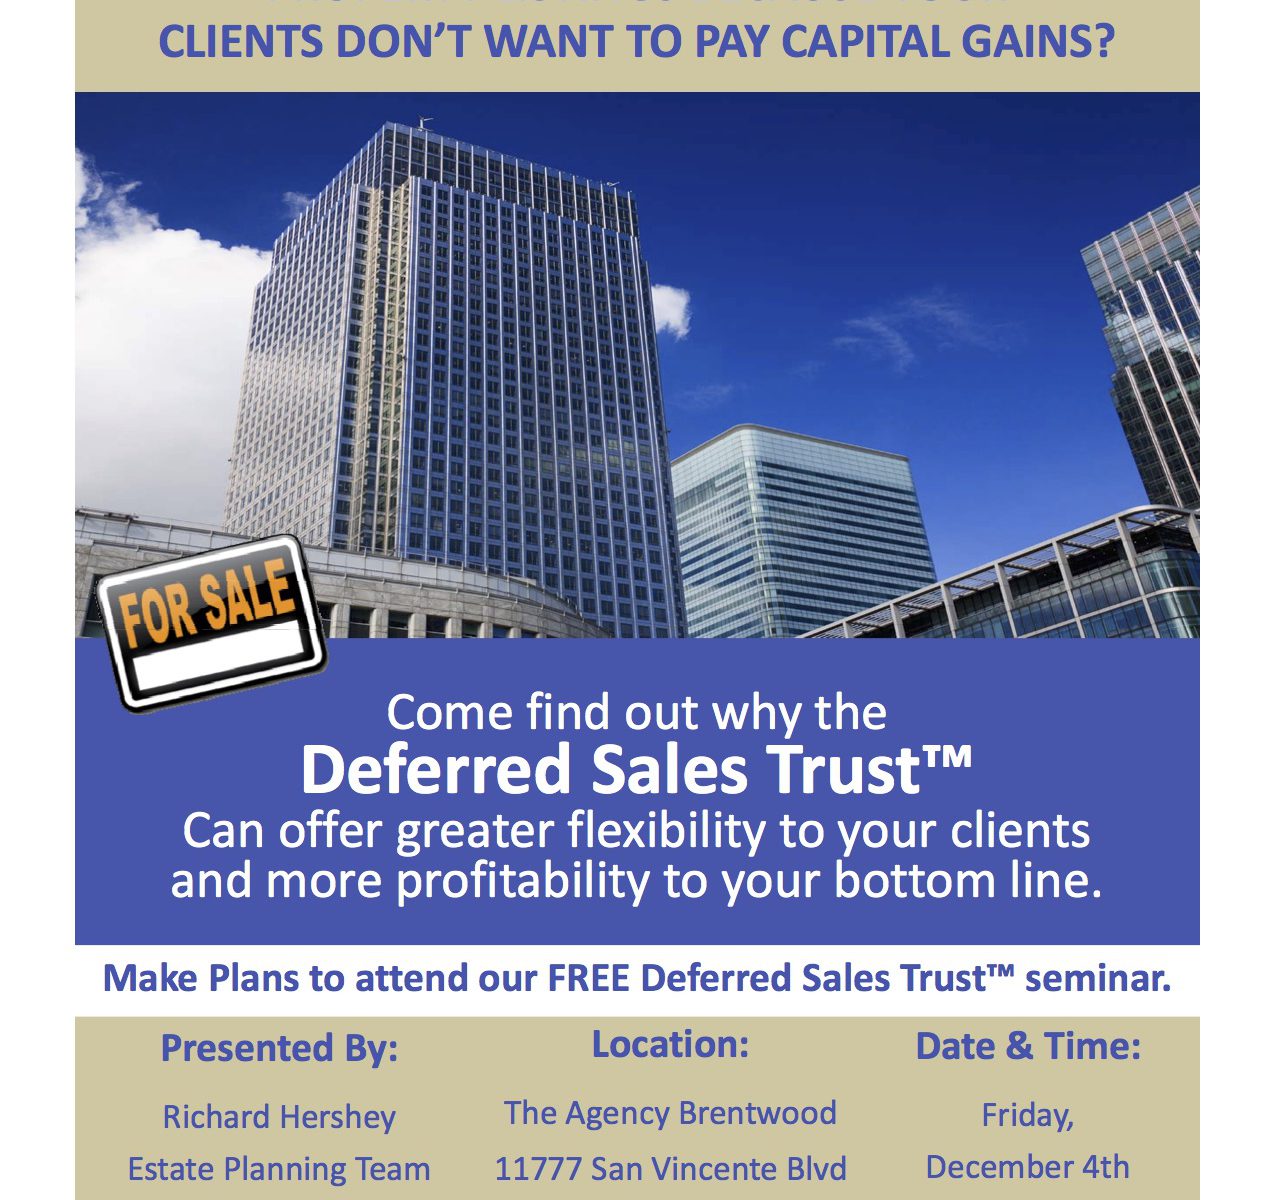 CLIENTS DON’T WANT TO PAY CAPITAL GAINS?
FOR SALE
Come find out why the
Deferred Sales Trust™
Can offer greater flexibility to your clients
and more profitability to your bottom line.
Make Plans to attend our FREE Deferred Sales Trust™ seminar.
Presented By:
Richard Hershey
Estate Planning Team
Location:
The Agency Brentwood
11777 San Vincente Blvd
Date & Time:
Friday,
December 4th